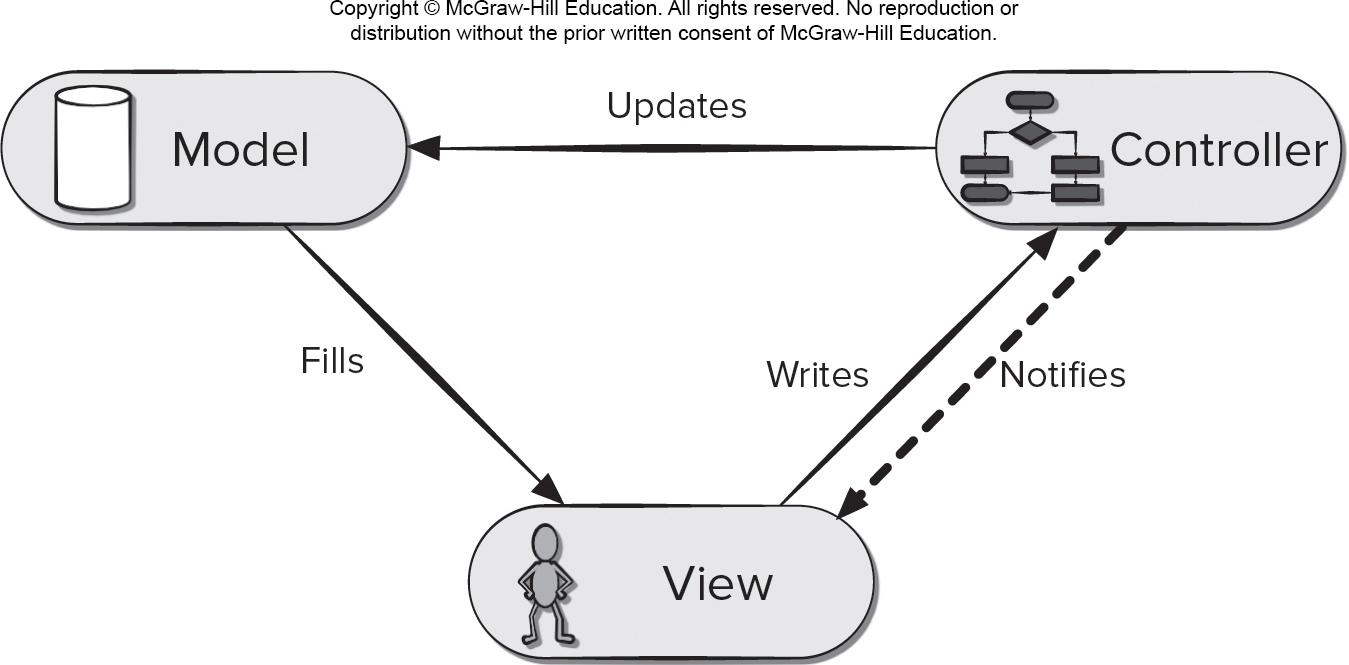 Copyright © McGraw-Hill Education. All rights reserved. No reproduction or
distribution without the prior written consent of McGraw-Hill Education.
Updates
Model
Controller
Fills
Writes
Notifies
View